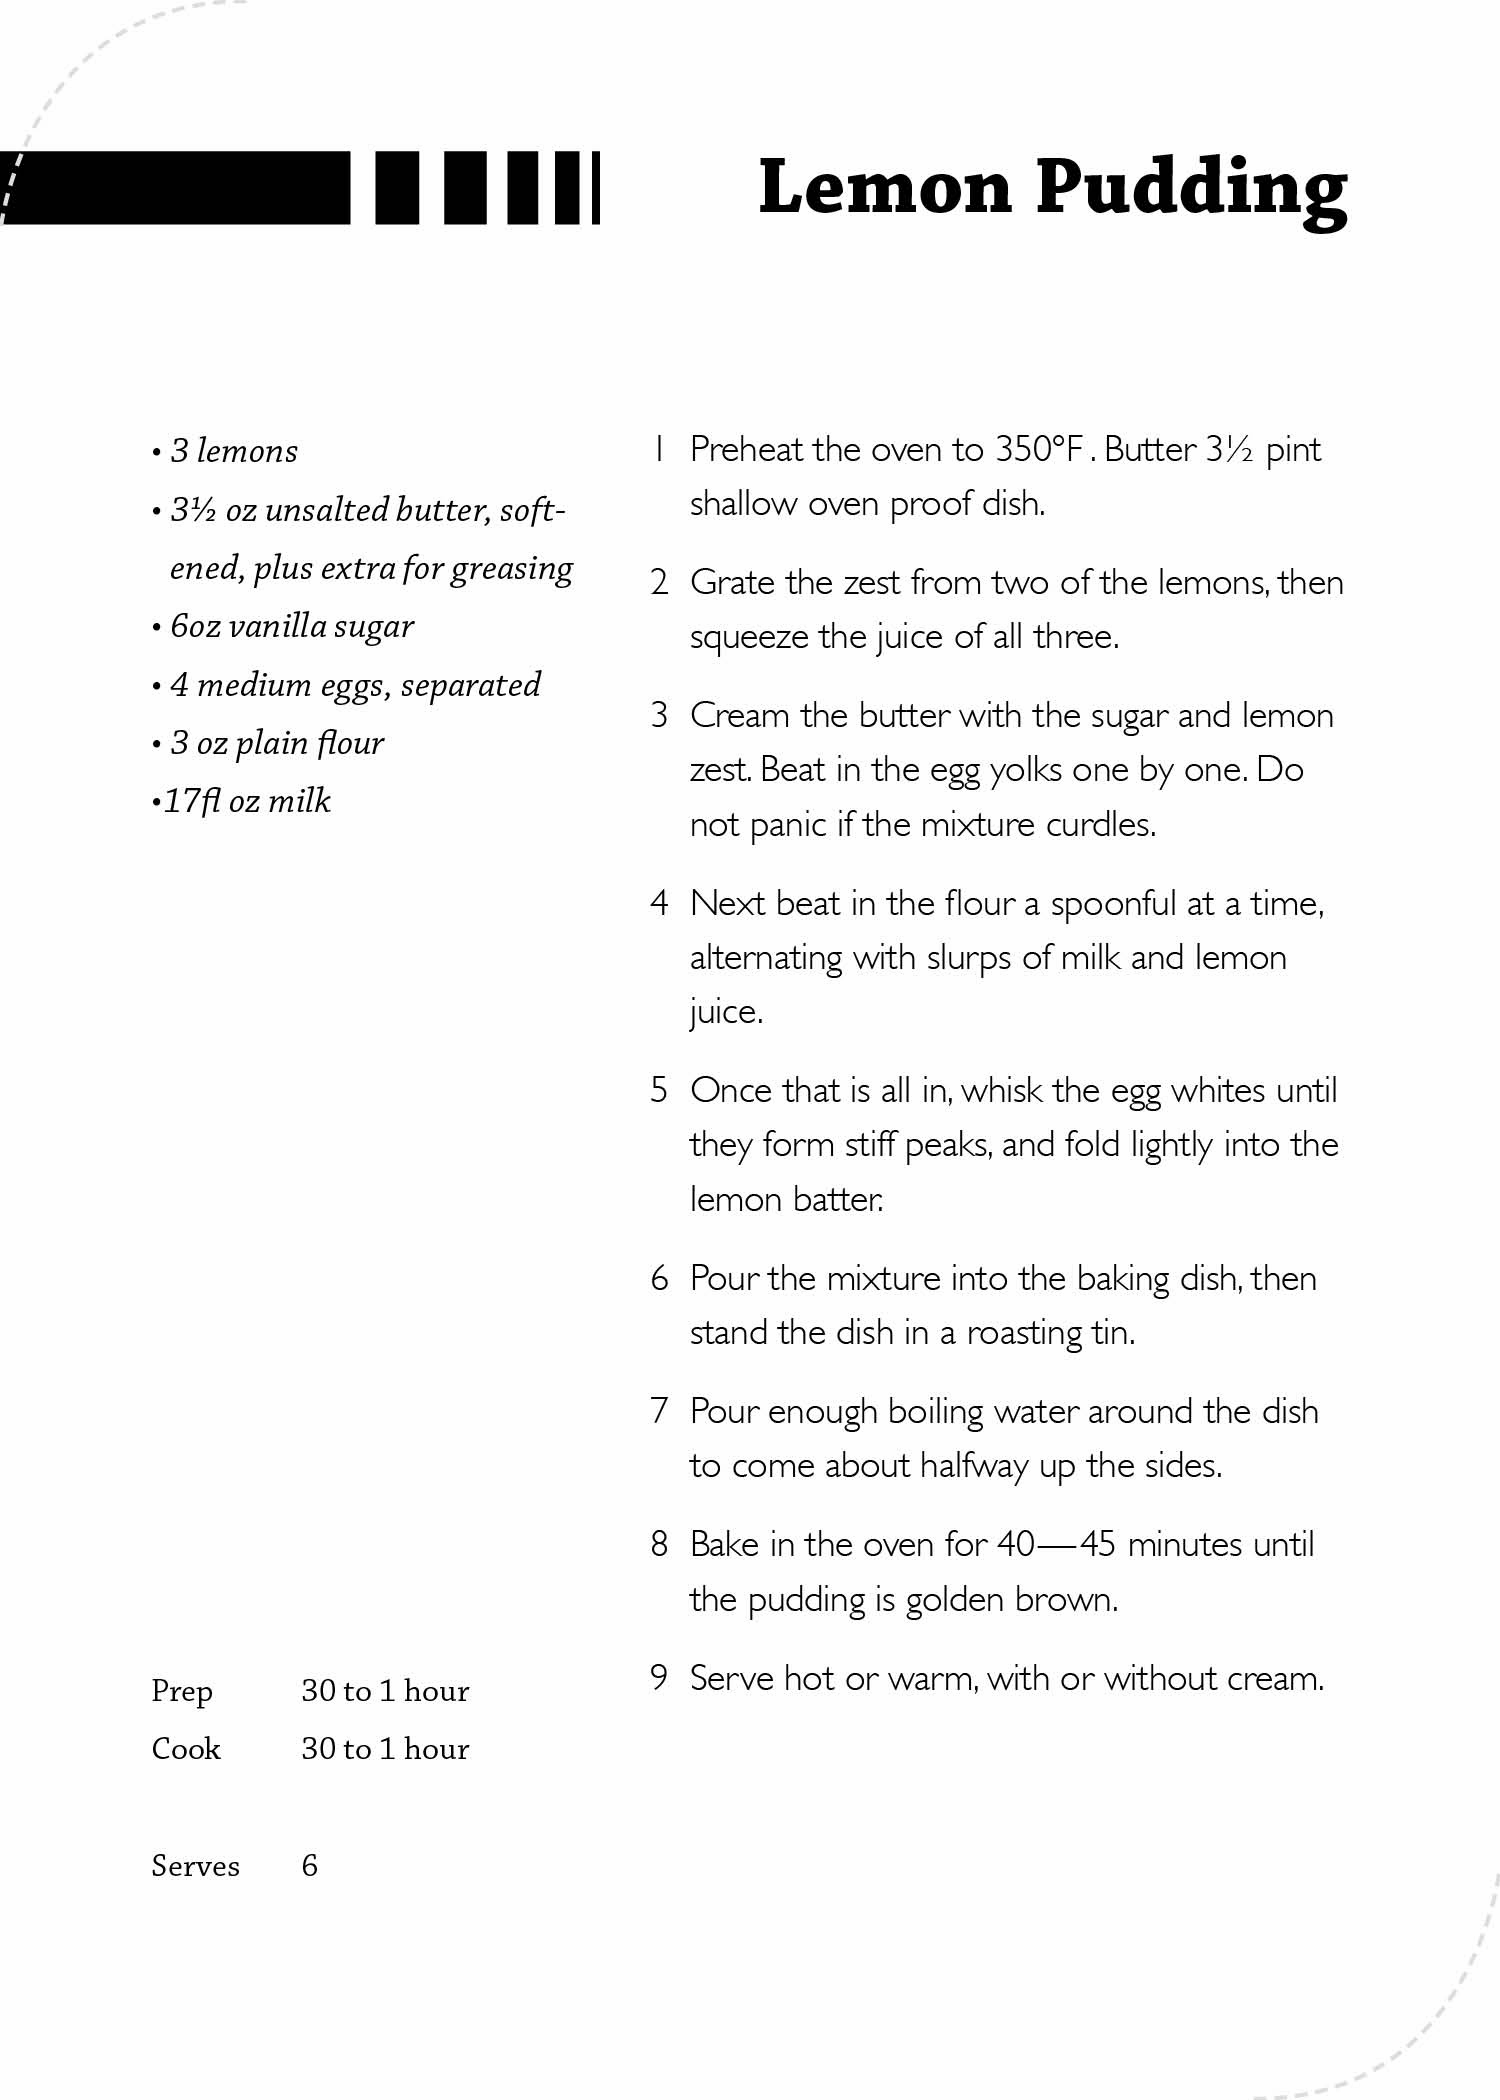 Lemon Pudding
• 3 lemons
• 3½ oz unsalted butter, soft-
ened, plus extra for greasing
• 6oz vanilla sugar
• 4 medium eggs, separated
• 3 oz plain flour
•17fl oz milk
Prep 30 to 1 hour
Cook 30 to 1 hour
Serves 6
1 Preheat the oven to 350°F . Butter 3½ pint
shallow oven proof dish.
2 Grate the zest from two of the lemons, then
squeeze the juice of all three.
3 Cream the butter with the sugar and lemon
zest. Beat in the egg yolks one by one. Do
not panic if the mixture curdles.
4 Next beat in the flour a spoonful at a time,
alternating with slurps of milk and lemon
juice.
5 Once that is all in, whisk the egg whites until
they form stiff peaks, and fold lightly into the
lemon batter.
6 Pour the mixture into the baking dish, then
stand the dish in a roasting tin.
7 Pour enough boiling water around the dish
to come about halfway up the sides.
8 Bake in the oven for 40—45 minutes until
the pudding is golden brown.
9 Serve hot or warm, with or without cream.